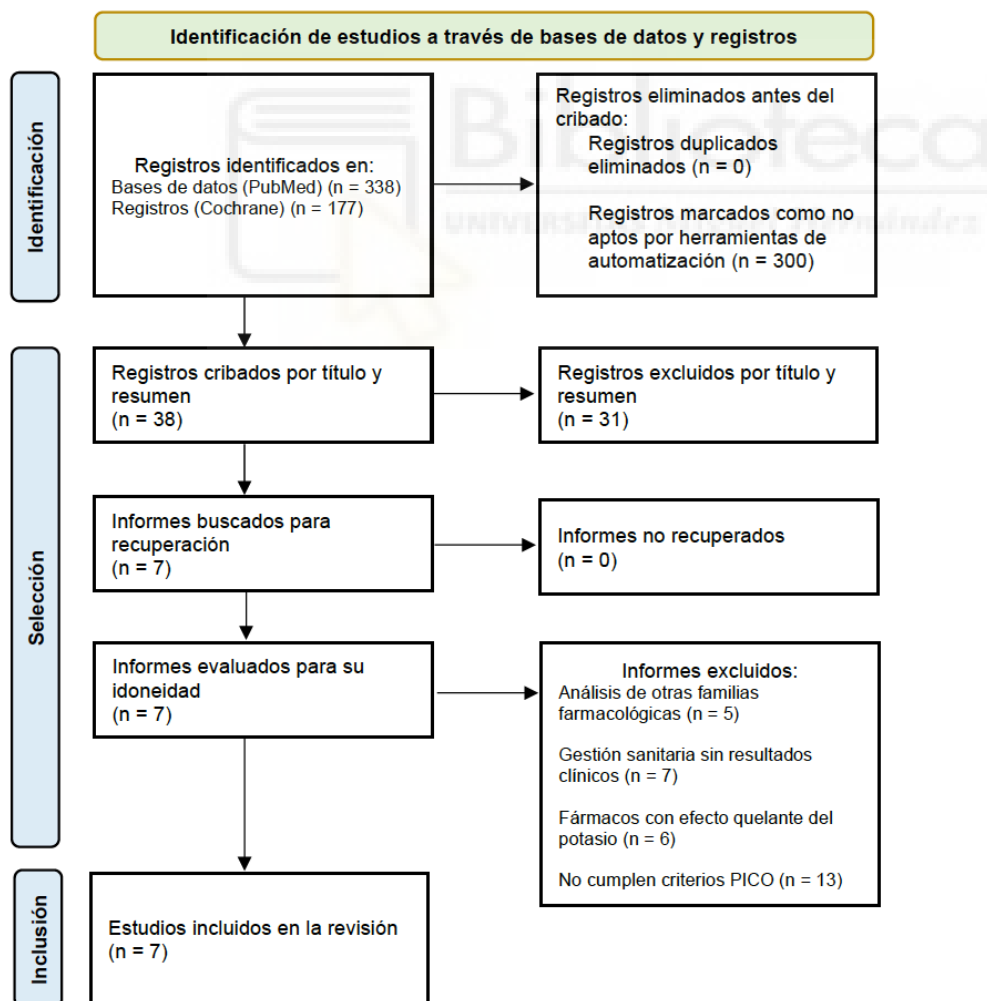 Identificación de estudios a través de bases de datos y registros
Identificación
Registros identificados en:
Bases de datos (PubMed) (n = 338)
Registros (Cochrane) (n = 177)
Registros eliminados antes del
cribado:
Registros duplicados
eliminados (n = 0)
Registros marcados como no
aptos por herramientas de
automatización (n = 300)
Biblioteca
UNIVERSITAS Miguel Hernández
Selección
Registros cribados por título y
resumen
(n = 38)
Registros excluidos por título y
resumen
(n = 31)
Informes buscados para
recuperación
(n = 7)
Informes no recuperados
(n = 0)
Informes evaluados para su
idoneidad
(n = 7)
Informes excluidos:
Análisis de otras familias
farmacológicas (n = 5)
Gestión sanitaria sin resultados
clínicos (n = 7)
Fármacos con efecto quelante del
potasio (n = 6)
No cumplen criterios PICO (n = 13)
Inclusión
Estudios incluidos en la revisión
(n = 7)